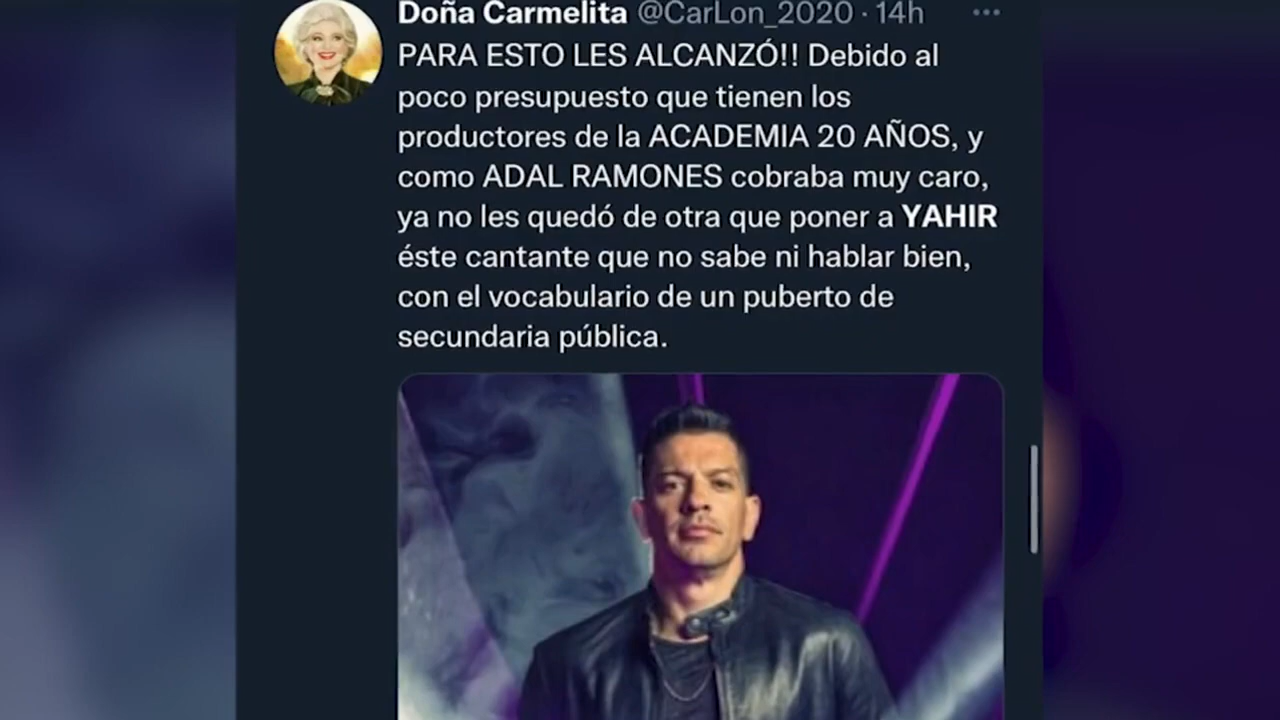 Doña Carmelita @CarLon_2020 · 14h
PARA ESTO LES ALCANZÓ!! Debido al
poco presupuesto que tienen los
productores de la ACADEMIA 20 AÑOS, y
como ADAL RAMONES cobraba muy caro,
ya no les quedó de otra que poner a YAHIR
éste cantante que no sabe ni hablar bien,
con el vocabulario de un puberto de
secundaria pública.